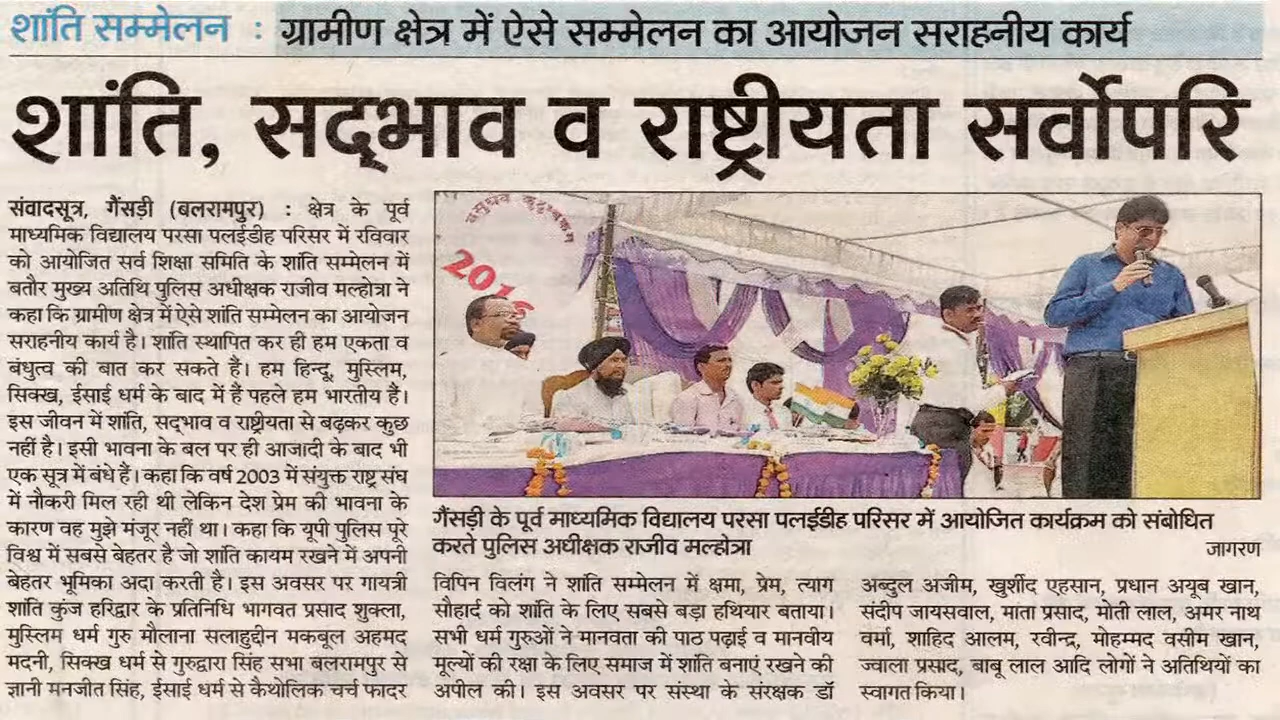 शांति सम्मेलन : ग्रामीण क्षेत्र में ऐसे सम्मेलन का आयोजन सराहनीय कार्य
शांति, सद्‌भाव व राष्ट्रीयता सर्वोपरि
संवादसूत्र, गैंसड़ी (बलरामपुर) : क्षेत्र के पूर्व
माध्यमिक विद्यालय परसा पलईडीह परिसर में रविवार
को आयोजित सर्व शिक्षा समिति के शांति सम्मेलन में
बतौर मुख्य अतिथि पुलिस अधीक्षक राजीव मल्होत्रा ने
कहा कि ग्रामीण क्षेत्र में ऐसे शांति सम्मेलन का आयोजन
सराहनीय कार्य है। शांति स्थापित कर ही हम एकता व
बंधुत्व की बात कर सकते हैं। हम हिन्दू, मुस्लिम,
सिक्ख, ईसाई धर्म के बाद में हैं पहले हम भारतीय हैं।
इस जीवन में शांति, सद्‌भाव व राष्ट्रीयता से बढ़कर कुछ
नहीं है। इसी भावना के बल पर ही आजादी के बाद भी
एक सूत्र में बंधे हैं। कहा कि वर्ष 2003 में संयुक्त राष्ट्र संघ
में नौकरी मिल रही थी लेकिन देश प्रेम की भावना के
कारण वह मुझे मंजूर नहीं था। कहा कि यूपी पुलिस पूरे
विश्व में सबसे बेहतर है जो शांति कायम रखने में अपनी
बेहतर भूमिका अदा करती है। इस अवसर पर गायत्री
शांति कुंज हरिद्वार के प्रतिनिधि भागवत प्रसाद शुक्ला,
मुस्लिम धर्म गुरु मौलाना सलाहुद्दीन मकबूल अहमद
मदनी, सिक्ख धर्म से गुरुद्वारा सिंह सभा बलरामपुर से
ज्ञानी मनजीत सिंह, ईसाई धर्म से कैथोलिक चर्च फादर
वसुधैव कुटुम्बकम
2016
गैंसड़ी के पूर्व माध्यमिक विद्यालय परसा पलईडीह परिसर में आयोजित कार्यक्रम को संबोधित
करते पुलिस अधीक्षक राजीव मल्होत्रा जागरण
विपिन विलंग ने शांति सम्मेलन में क्षमा, प्रेम, त्याग
सौहार्द को शांति के लिए सबसे बड़ा हथियार बताया।
सभी धर्म गुरुओं ने मानवता की पाठ पढ़ाई व मानवीय
मूल्यों की रक्षा के लिए समाज में शांति बनाएं रखने की
अपील की। इस अवसर पर संस्था के संरक्षक डॉ
अब्दुल अजीम, खुर्शीद एहसान, प्रधान अयूब खान,
संदीप जायसवाल, माता प्रसाद, मोती लाल, अमर नाथ
वर्मा, शाहिद आलम, रवीन्द्र, मोहम्मद वसीम खान,
ज्वाला प्रसाद, बाबू लाल आदि लोगों ने अतिथियों का
स्वागत किया।